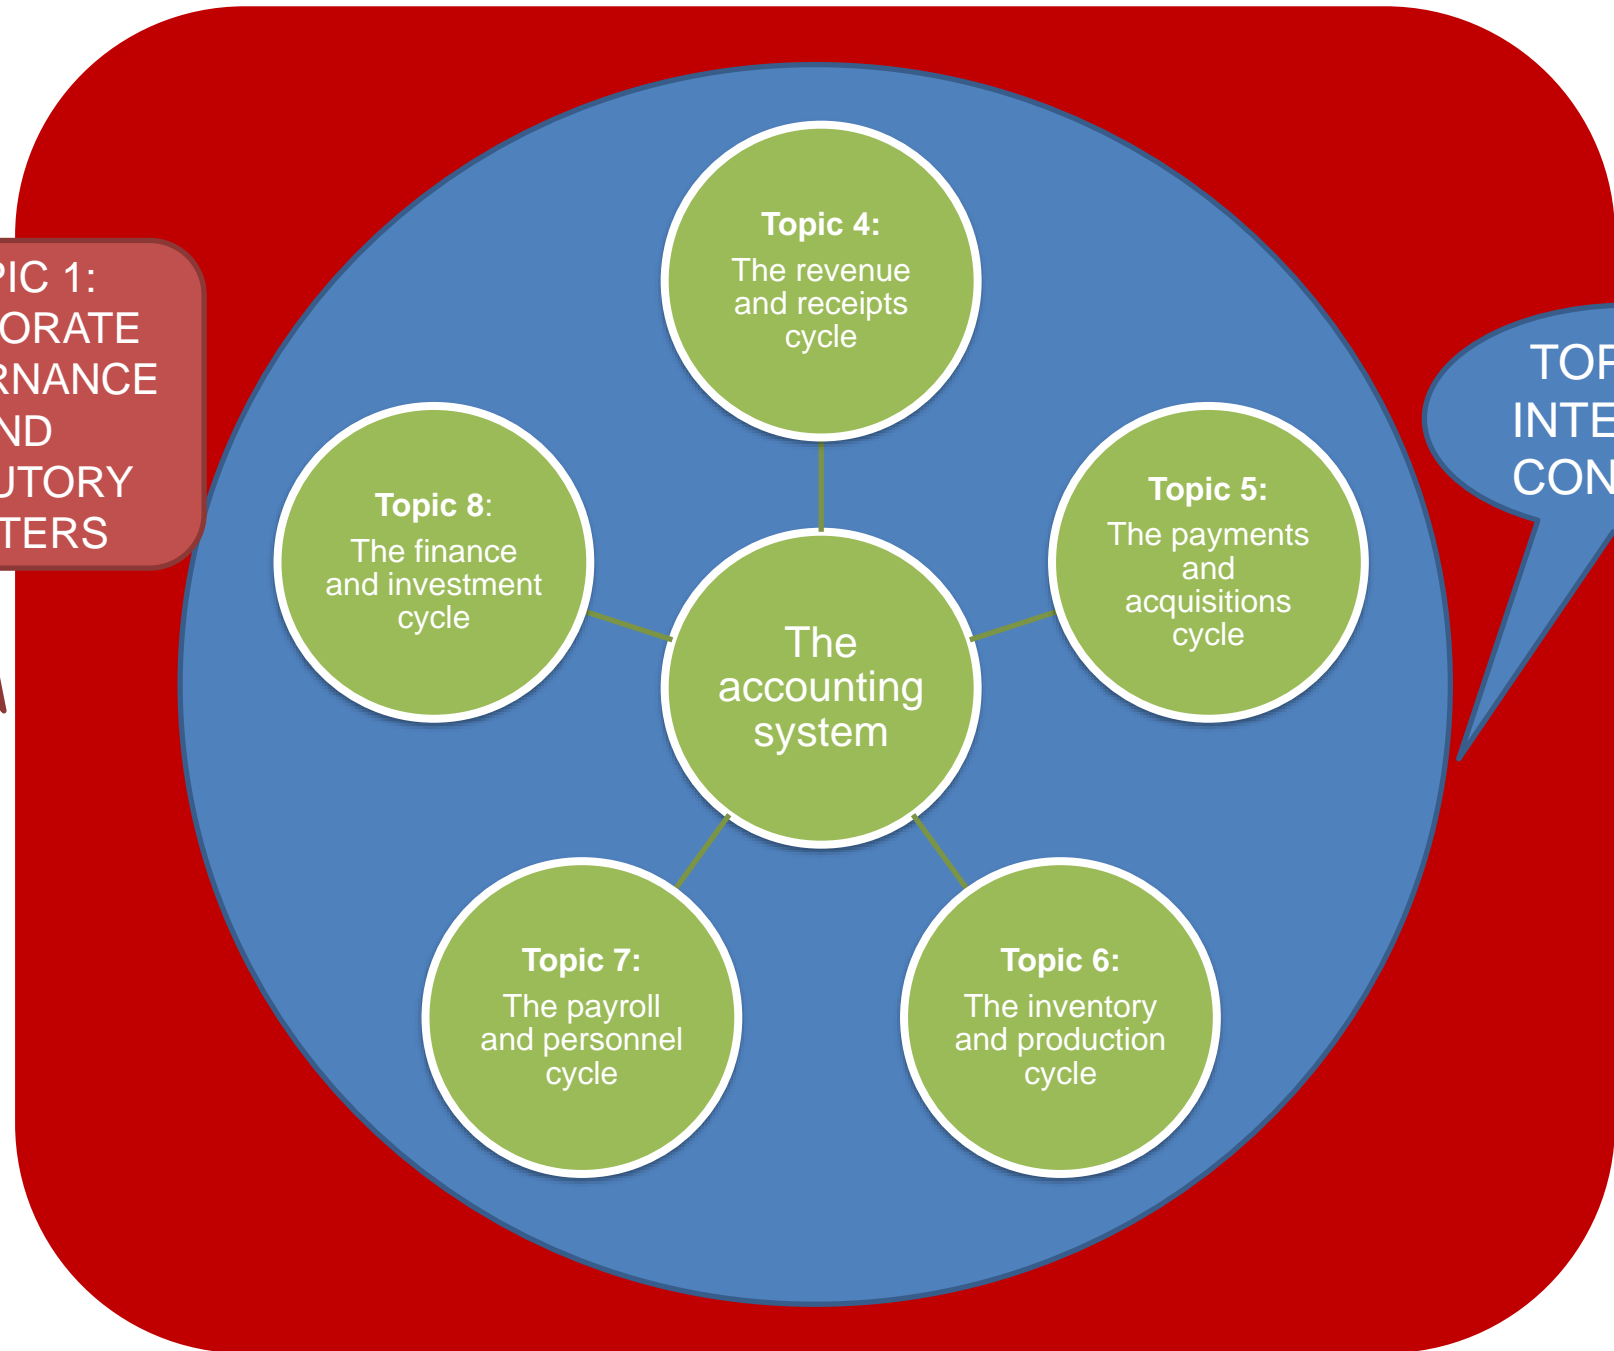 Topic 4:
The revenue
and receipts
cycle
PIC 1:
ORATE
RNANCE
ND
UTORY
TERS
TOP
INTE
CON
Topic 8:
The finance
and investment
cycle
Topic 5:
The payments
and
acquisitions
cycle
The
accounting
system
Topic 7:
The payroll
and personnel
cycle
Topic 6:
The inventory
and production
cycle